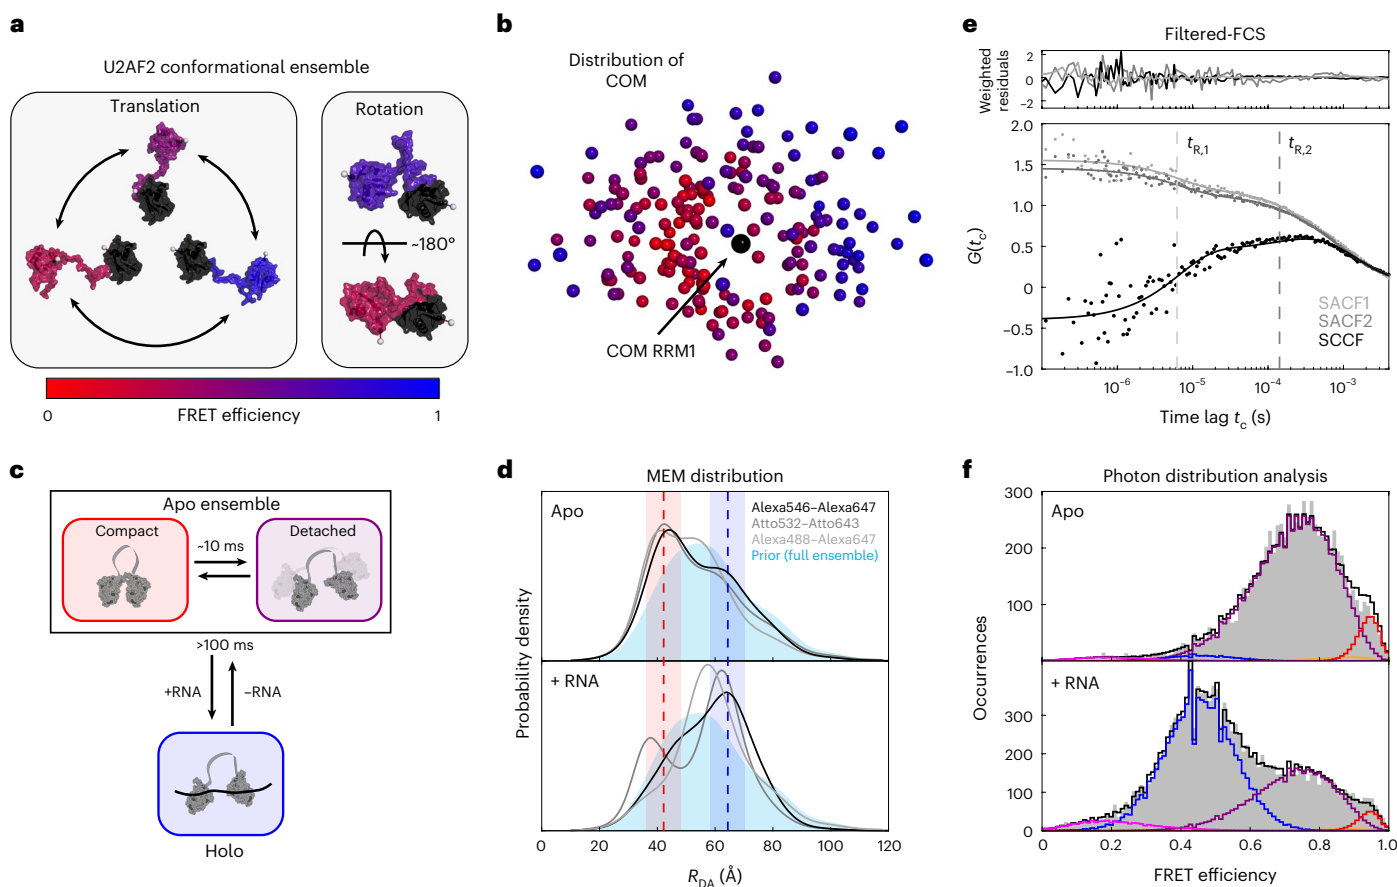 a
U2AF2 conformational ensemble
Translation
Rotation
~180°
0
FRET efficiency
1
b
Distribution of
COM
COM RRM1
c
Apo ensemble
Compact
~10 ms
Detached
>100 ms
+RNA
−RNA
Holo
d
MEM distribution
Apo
Alexa546–Alexa647
Atto532–Atto643
Alexa488–Alexa647
Prior (full ensemble)
+ RNA
Probability density
0 20 40 60 80 100 120
R_DA (Å)
e
Filtered-FCS
Weighted
residuals
2
0
−2
2.0
1.5
1.0
0.5
0
−0.5
−1.0
G(t_c)
t_R,1
t_R,2
SACF1
SACF2
SCCF
10⁻⁶ 10⁻⁵ 10⁻⁴ 10⁻³
Time lag t_c (s)
f
Photon distribution analysis
Apo
300
200
100
+ RNA
300
200
100
0
Occurrences
0 0.2 0.4 0.6 0.8 1.0
FRET efficiency